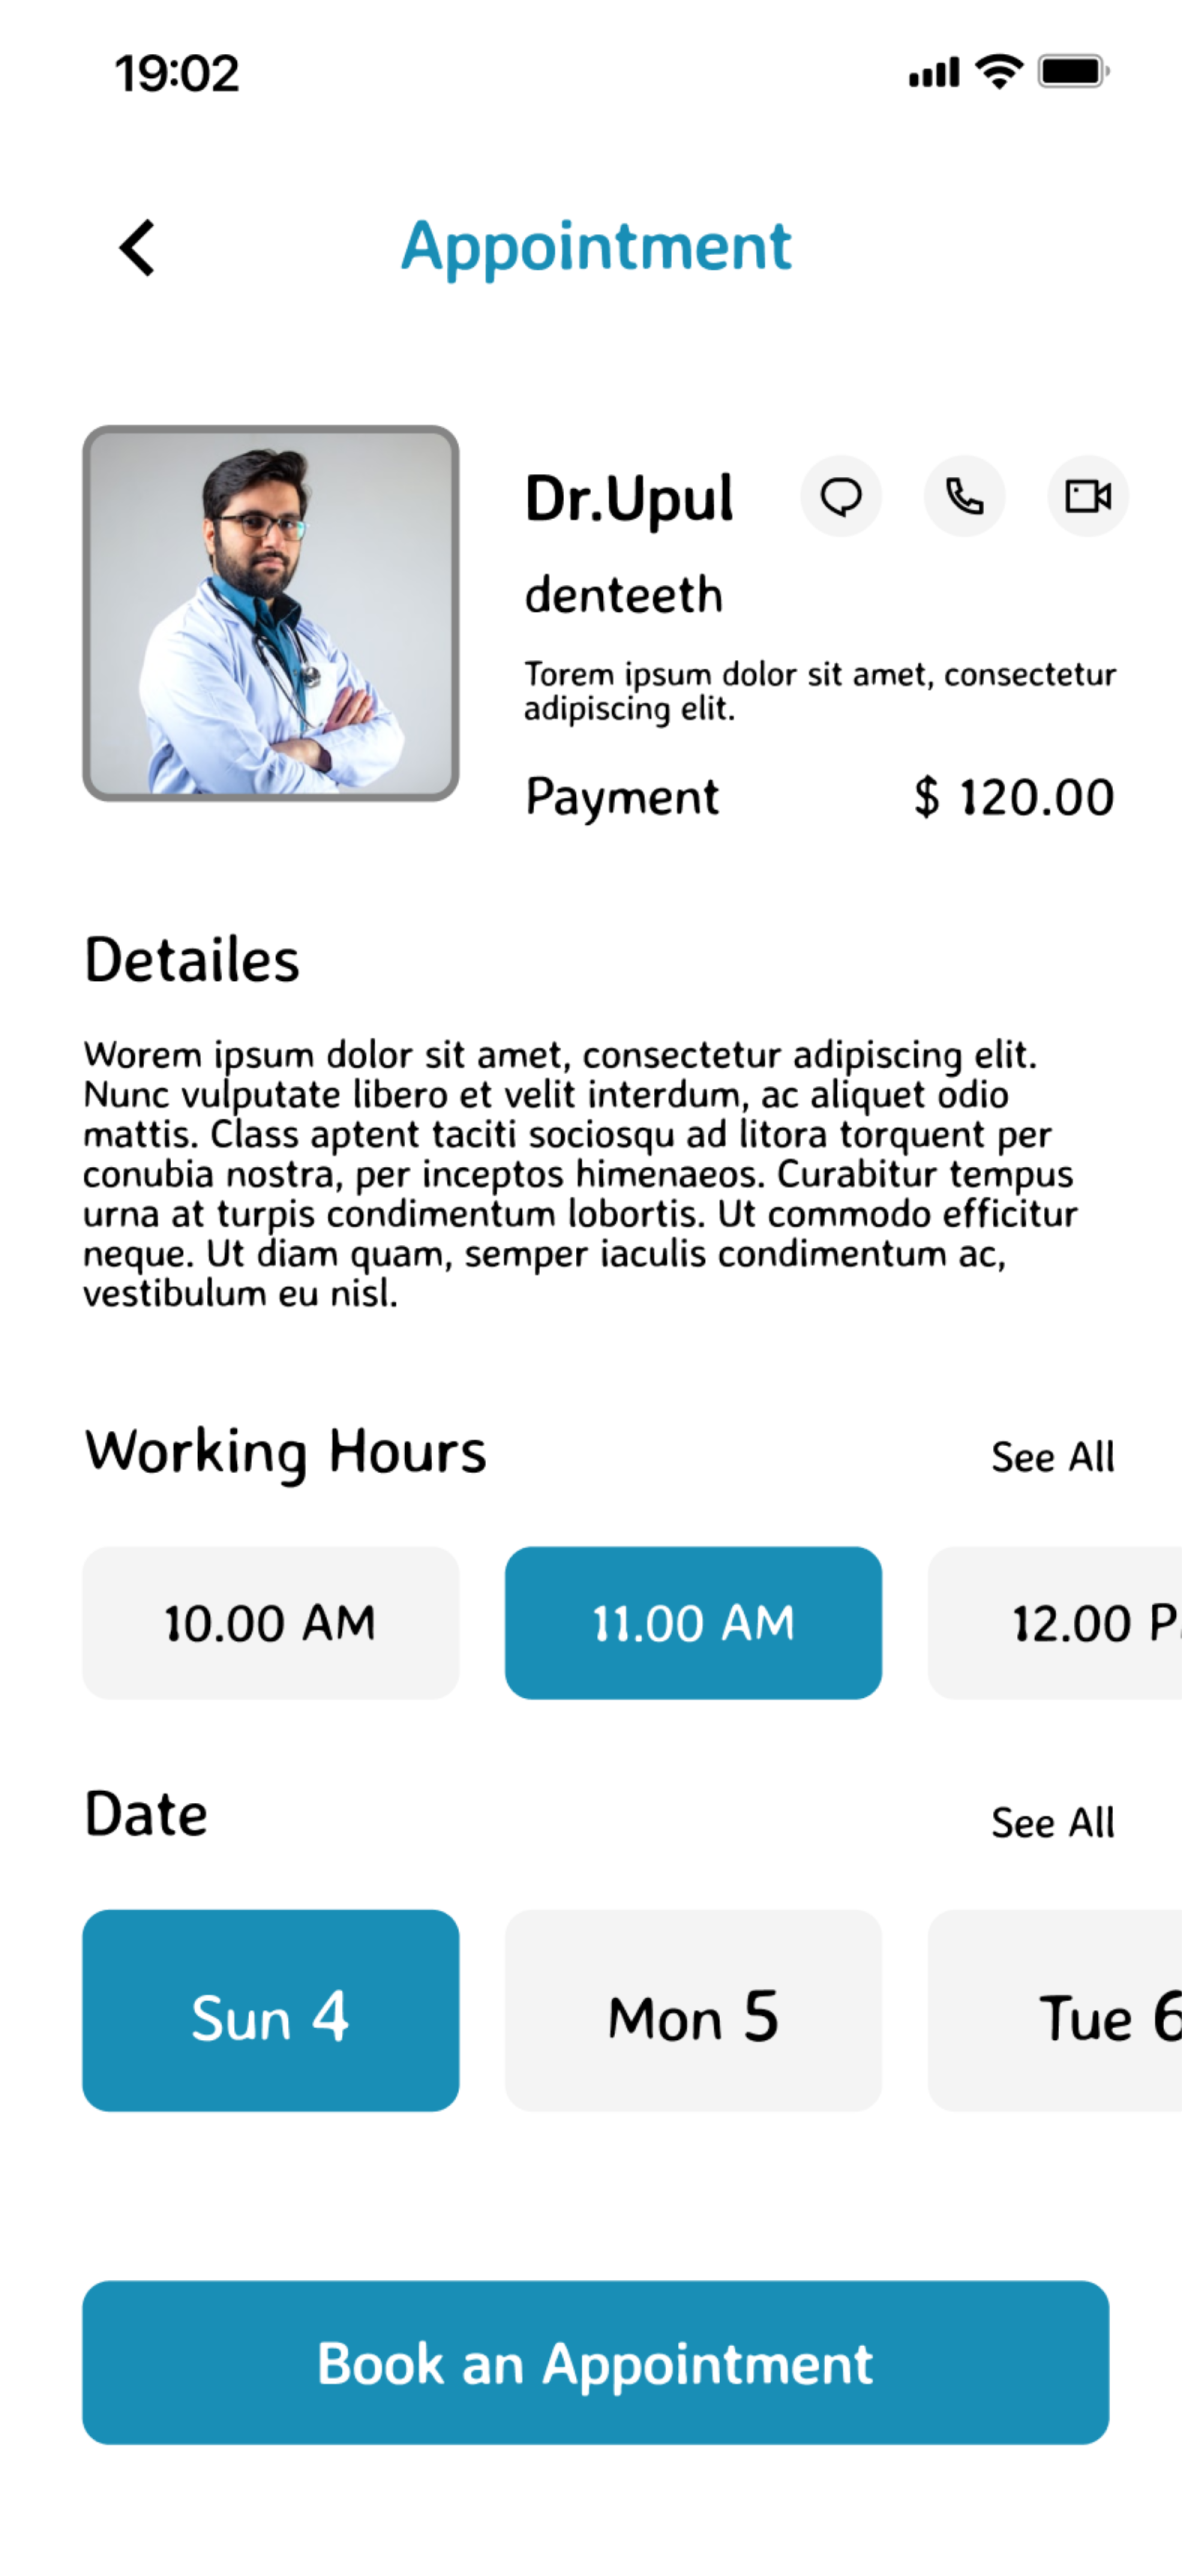 19:02
Appointment
Dr.Upul
denteeth
Torem ipsum dolor sit amet, consectetur
adipiscing elit.
Payment $ 120.00
Detailes
Worem ipsum dolor sit amet, consectetur adipiscing elit.
Nunc vulputate libero et velit interdum, ac aliquet odio
mattis. Class aptent taciti sociosqu ad litora torquent per
conubia nostra, per inceptos himenaeos. Curabitur tempus
urna at turpis condimentum lobortis. Ut commodo efficitur
neque. Ut diam quam, semper iaculis condimentum ac,
vestibulum eu nisl.
Working Hours See All
10.00 AM 11.00 AM 12.00 P
Date See All
Sun 4 Mon 5 Tue 6
Book an Appointment